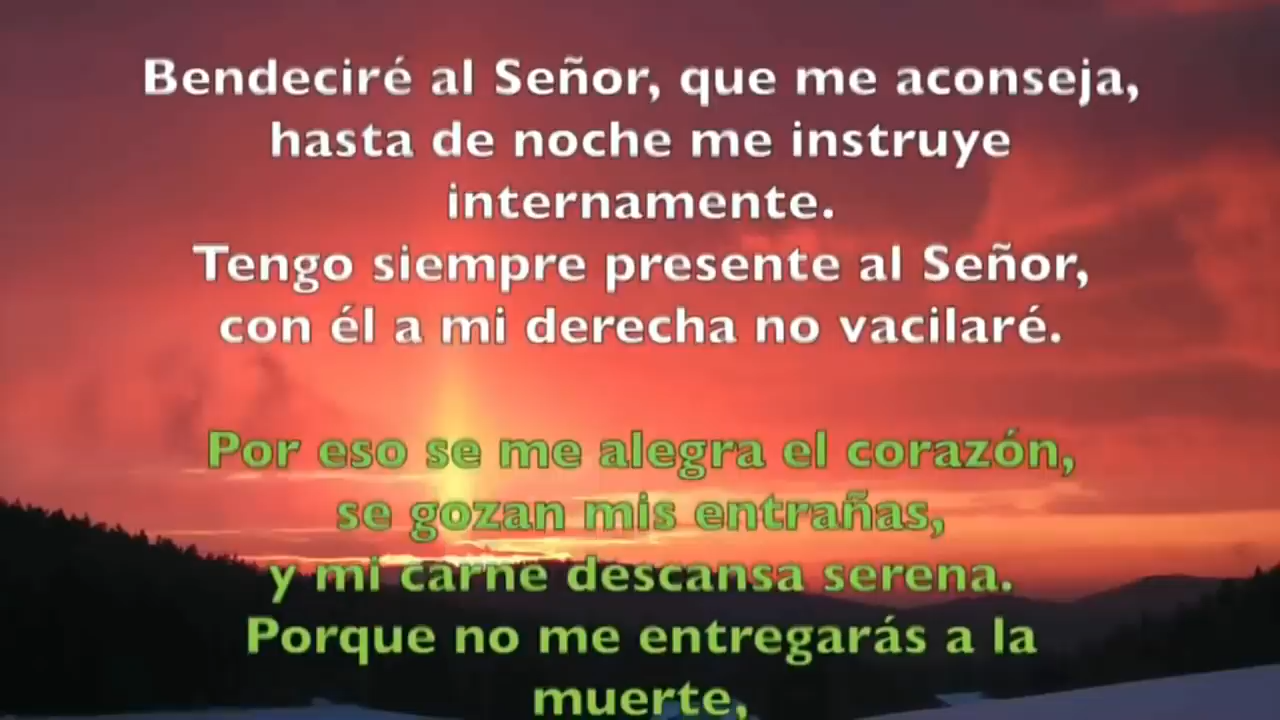 Bendeciré al Señor, que me aconseja,
hasta de noche me instruye
internamente.
Tengo siempre presente al Señor,
con él a mi derecha no vacilaré.
Por eso se me alegra el corazón,
se gozan mis entrañas,
y mi carne descansa serena.
Porque no me entregarás a la
muerte,